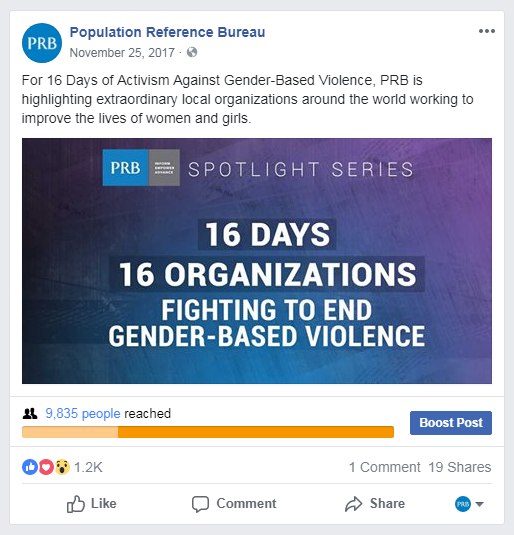 PRB
Population Reference Bureau
November 25, 2017 ·
For 16 Days of Activism Against Gender-Based Violence, PRB is
highlighting extraordinary local organizations around the world working to
improve the lives of women and girls.
PRB INFORM EMPOWER ADVANCE SPOTLIGHT SERIES
16 DAYS
16 ORGANIZATIONS
FIGHTING TO END
GENDER-BASED VIOLENCE
9,835 people reached
Boost Post
1.2K 1 Comment 19 Shares
Like Comment Share PRB